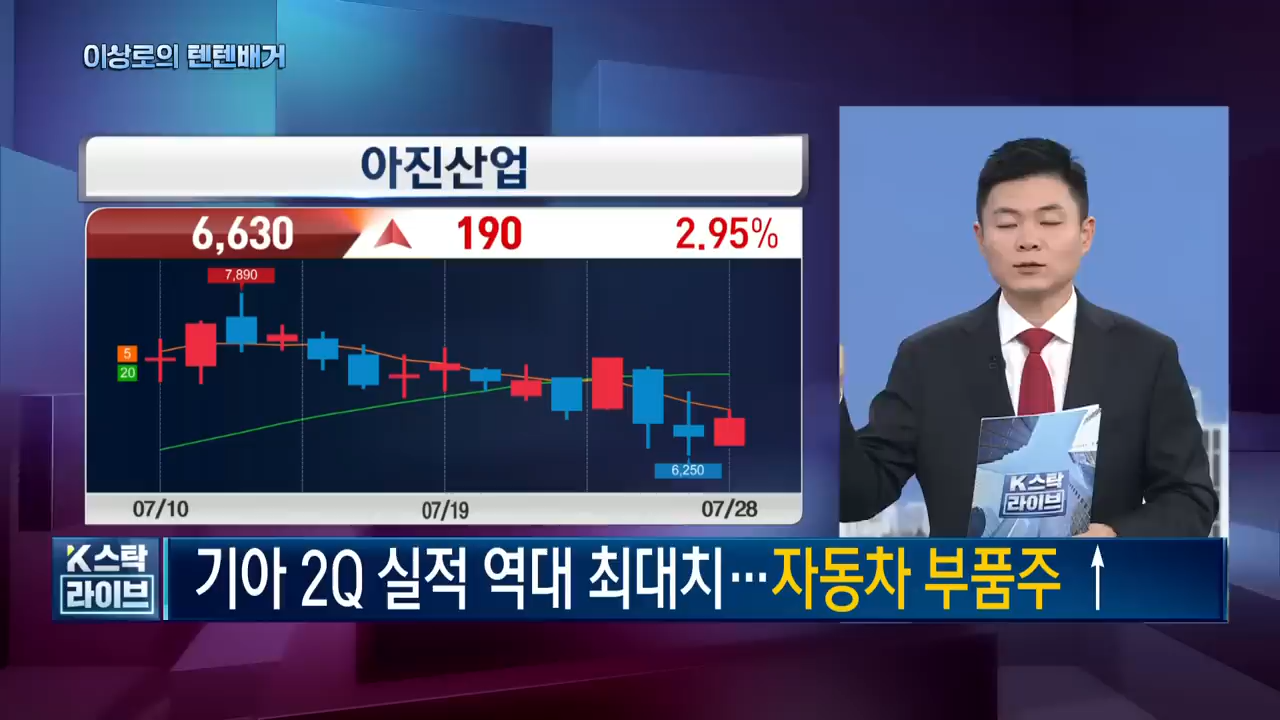 이상로의 텐텐배거
아진산업
6,630 190 2.95%
7,890
5
20
6,250
07/10 07/19 07/28
K스탁
라이브
K스탁
라이브
기아 2Q 실적 역대 최대치…자동차 부품주 ↑